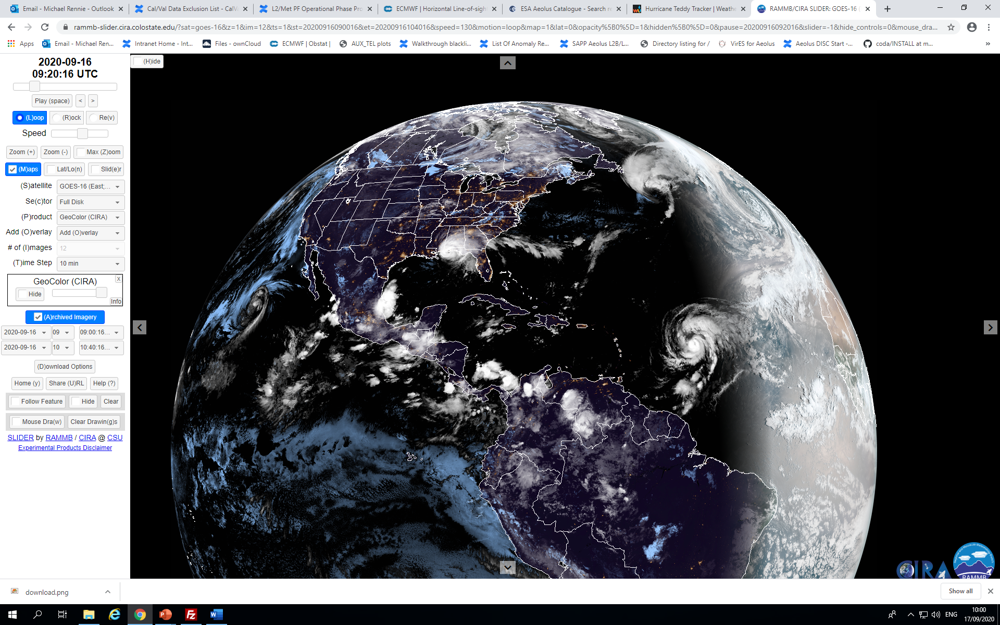 Email - Michael Rennie - Outlook
Cal/Val Data Exclusion List - CalV
L2/Met PF Operational Phase Pro
ECMWF | Horizontal Line-of-sigh
ESA Aeolus Catalogue - Search re
Hurricane Teddy Tracker | Weathe
RAMMB/CIRA SLIDER: GOES-16 (
rammb-slider.cira.colostate.edu/?sat=goes-16&z=1&im=12&ts=1&st=20200916090016&et=20200916104016&speed=130&motion=loop&map=1&lat=0&opacity%5B0%5D=1&hidden%5B0%5D=0&pause=20200916092016&slider=-1&hide_controls=0&mouse_dra...
Apps
Email - Michael Ren...
Intranet Home - Int...
Files - ownCloud
ECMWF | Obstat |
AUX_TEL plots
Walkthrough blackli...
List Of Anomaly Re...
SAPP Aeolus L2B/L...
Directory listing for /
VirES for Aeolus
Aeolus DISC Start -...
coda/INSTALL at m...
»
2020-09-16
09:20:16 UTC
Play (space) < >
(L)oop (R)ock Re(v)
Speed
Zoom (+) Zoom (-) Max (Z)oom
(M)aps Lat/Lo(n) Slid(e)r
(S)atellite GOES-16 (East;...
Se(c)tor Full Disk
(P)roduct GeoColor (CIRA)
Add (O)verlay Add (O)verlay
# of (I)mages 12
(T)ime Step 10 min
GeoColor (CIRA) X
Hide
Info
(A)rchived Imagery
2020-09-16 09 09:00:16...
2020-09-16 10 10:40:16...
(D)ownload Options
Home (y) Share (U)RL Help (?)
Follow Feature Hide Clear
Mouse Dra(w) Clear Drawin(g)s
SLIDER by RAMMB / CIRA @ CSU
Experimental Products Disclaimer
(H)ide
CIRA
RAMMB
download.png
Show all
ENG
10:00
17/09/2020